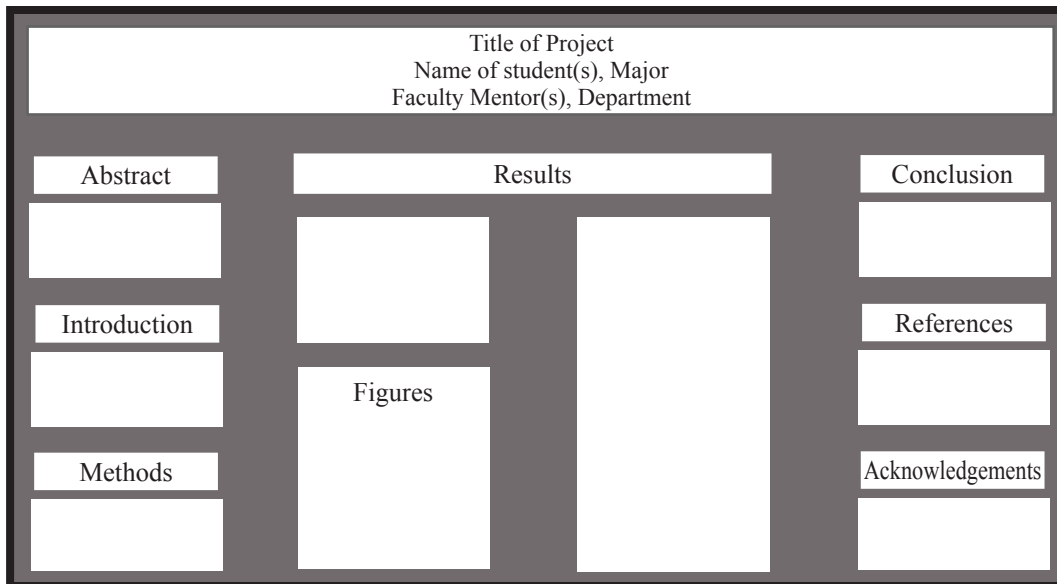 Title of Project
Name of student(s), Major
Faculty Mentor(s), Department
Abstract
Introduction
Methods
Results
Figures
Conclusion
References
Acknowledgements